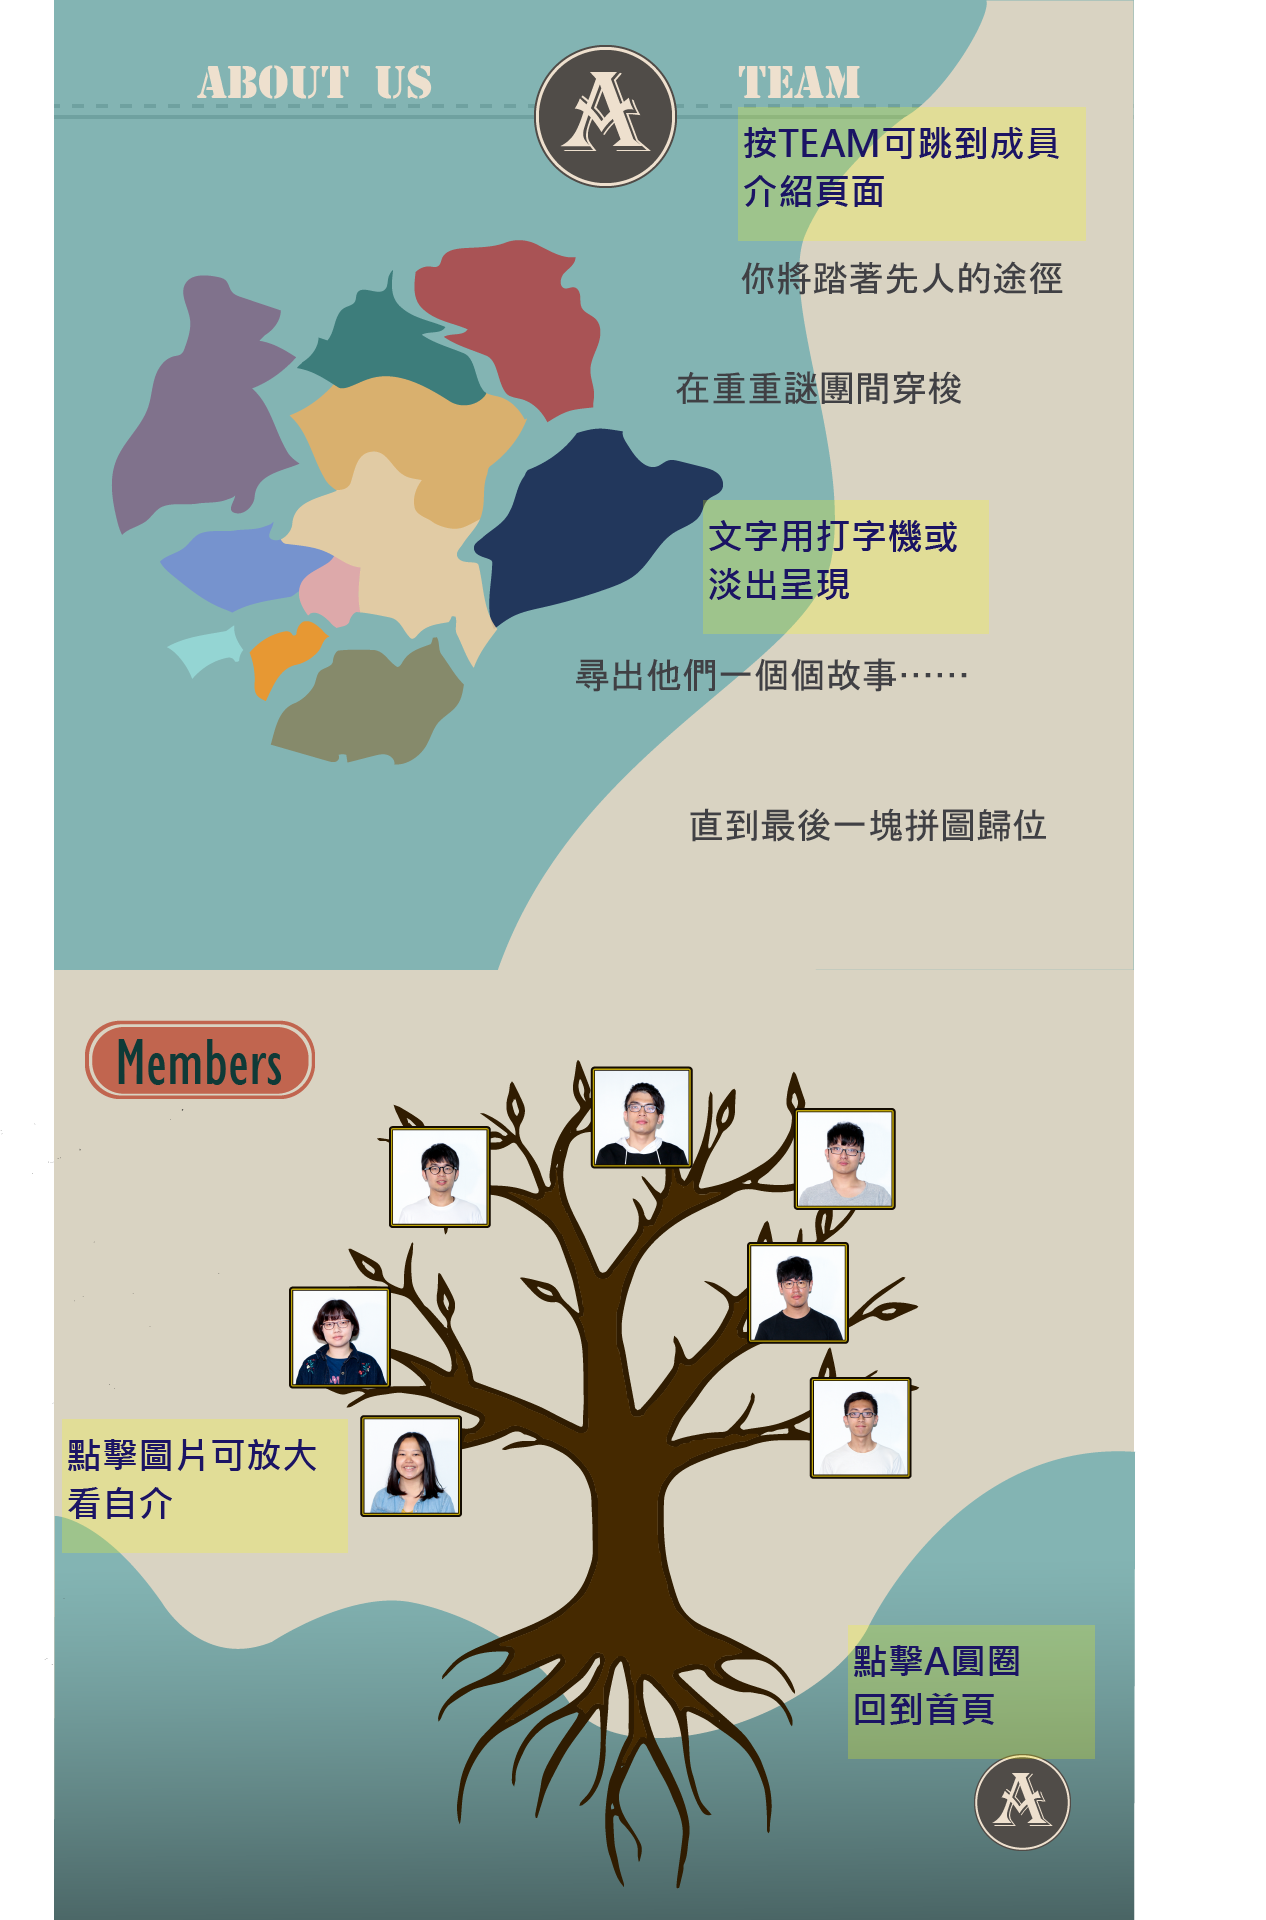 ABOUT US
A
TEAM
按TEAM可跳到成員
介紹頁面
你將踏著先人的途徑
在重重謎團間穿梭
文字用打字機或
淡出呈現
尋出他們一個個故事……
直到最後一塊拼圖歸位
Members
點擊圖片可放大
看自介
點擊A圓圈
回到首頁
A